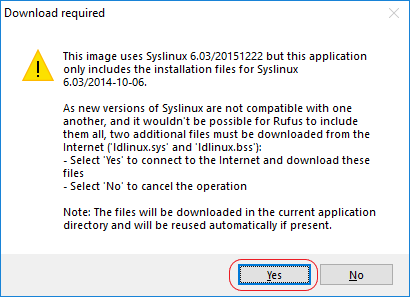 Download required
This image uses Syslinux 6.03/20151222 but this application
only includes the installation files for Syslinux
6.03/2014-10-06.
As new versions of Syslinux are not compatible with one
another, and it wouldn't be possible for Rufus to include
them all, two additional files must be downloaded from the
Internet ('ldlinux.sys' and 'ldlinux.bss'):
- Select 'Yes' to connect to the Internet and download these
files
- Select 'No' to cancel the operation
Note: The files will be downloaded in the current application
directory and will be reused automatically if present.
Yes
No